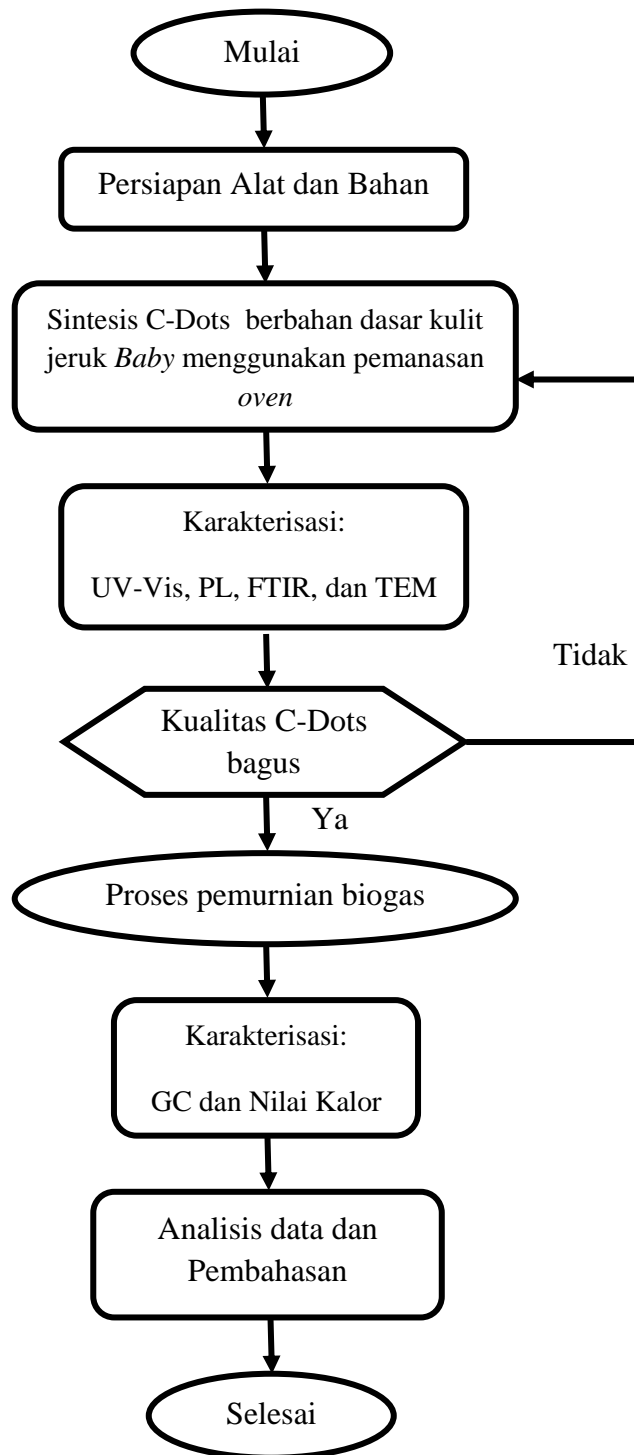 Mulai
Persiapan Alat dan Bahan
Sintesis C-Dots berbahan dasar kulit
jeruk Baby menggunakan pemanasan
oven
Karakterisasi:
UV-Vis, PL, FTIR, dan TEM
Tidak
Kualitas C-Dots
bagus
Ya
Proses pemurnian biogas
Karakterisasi:
GC dan Nilai Kalor
Analisis data dan
Pembahasan
Selesai